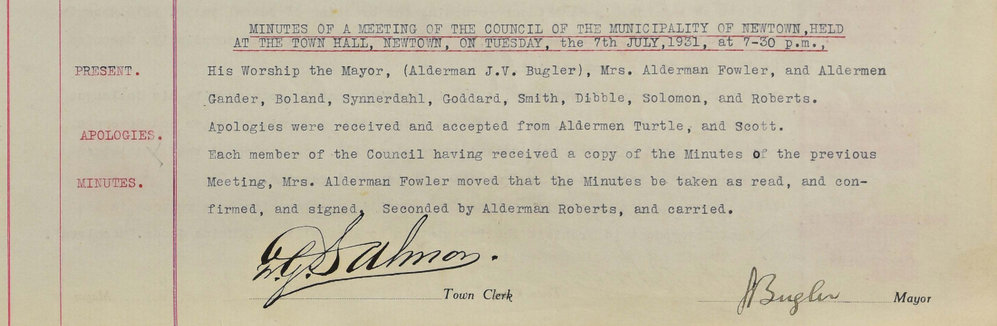 MINUTES OF A MEETING OF THE COUNCIL OF THE MUNICIPALITY OF NEWTOWN,HELD
AT THE TOWN HALL, NEWTOWN, ON TUESDAY, the 7th JULY,1931, at 7-30 p.m.,
PRESENT. His Worship the Mayor, (Alderman J.V. Bugler), Mrs. Alderman Fowler, and Aldermen
Gander, Boland, Synnerdahl, Goddard, Smith, Dibble, Solomon, and Roberts.
APOLOGIES. Apologies were received and accepted from Aldermen Turtle, and Scott.
Each member of the Council having received a copy of the Minutes of the previous
MINUTES. Meeting, Mrs. Alderman Fowler moved that the Minutes be taken as read, and con-
firmed, and signed. Seconded by Alderman Roberts, and carried.
Salmon.
Town Clerk
Bugler
Mayor